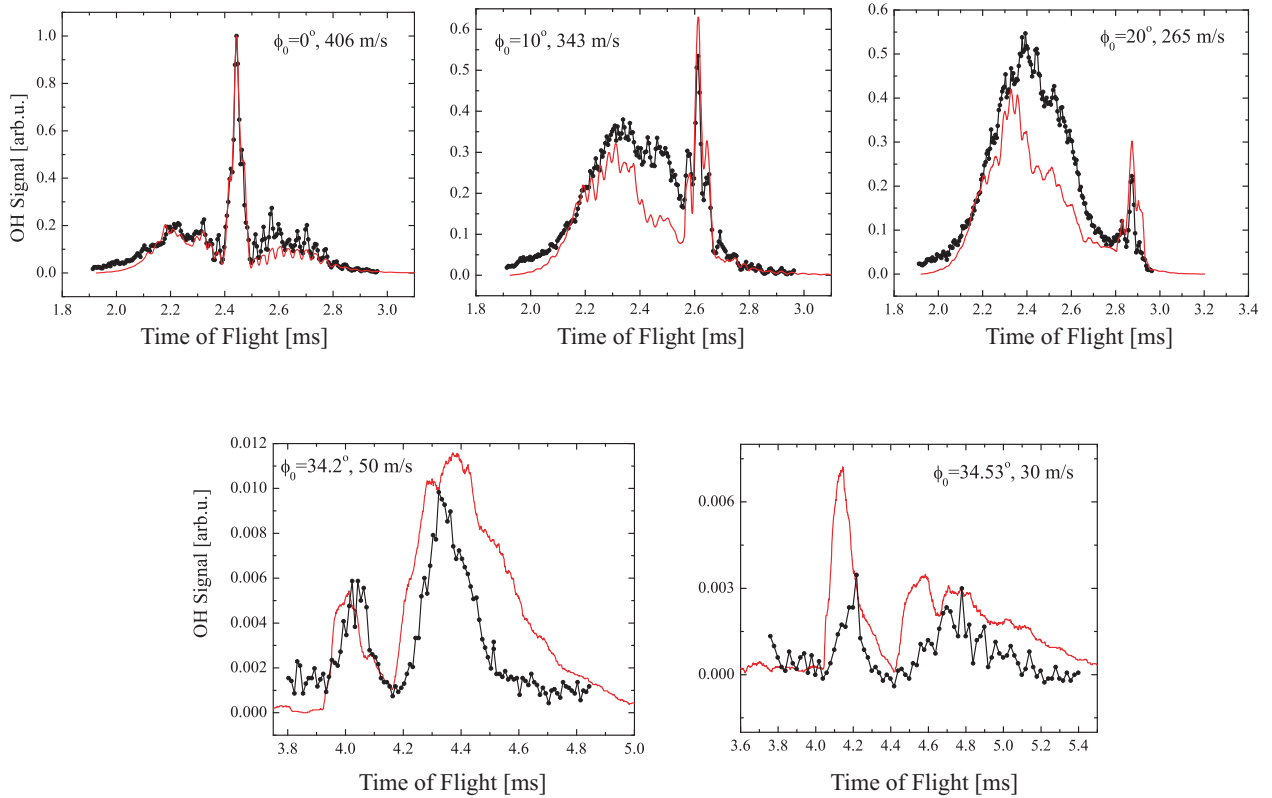 ϕ₀=0°, 406 m/s
OH Signal [arb.u.]
1.0
0.8
0.6
0.4
0.2
0.0
1.8 2.0 2.2 2.4 2.6 2.8 3.0
Time of Flight [ms]
ϕ₀=10°, 343 m/s
0.6
0.5
0.4
0.3
0.2
0.1
0.0
1.8 2.0 2.2 2.4 2.6 2.8 3.0
Time of Flight [ms]
ϕ₀=20°, 265 m/s
0.6
0.5
0.4
0.3
0.2
0.1
0.0
1.8 2.0 2.2 2.4 2.6 2.8 3.0 3.2 3.4
Time of Flight [ms]
ϕ₀=34.2°, 50 m/s
OH Signal [arb.u.]
0.012
0.010
0.008
0.006
0.004
0.002
0.000
3.8 4.0 4.2 4.4 4.6 4.8 5.0
Time of Flight [ms]
ϕ₀=34.53°, 30 m/s
0.006
0.003
0.000
3.6 3.8 4.0 4.2 4.4 4.6 4.8 5.0 5.2 5.4
Time of Flight [ms]